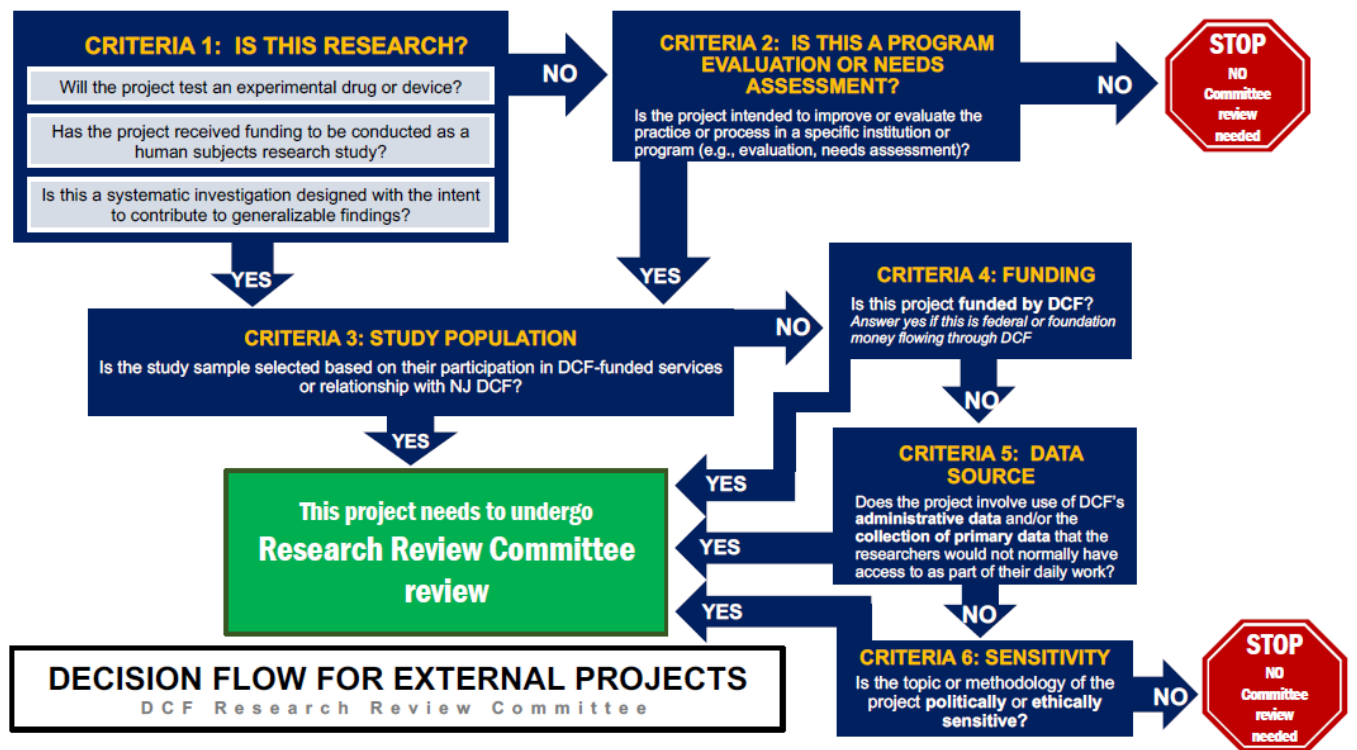 CRITERIA 1: IS THIS RESEARCH?
Will the project test an experimental drug or device?
Has the project received funding to be conducted as a
human subjects research study?
Is this a systematic investigation designed with the intent
to contribute to generalizable findings?
NO
CRITERIA 2: IS THIS A PROGRAM
EVALUATION OR NEEDS
ASSESSMENT?
Is the project intended to improve or evaluate the
practice or process in a specific institution or
program (e.g., evaluation, needs assessment)?
NO
STOP
NO
Committee
review
needed
YES
YES
CRITERIA 3: STUDY POPULATION
Is the study sample selected based on their participation in DCF-funded services
or relationship with NJ DCF?
NO
CRITERIA 4: FUNDING
Is this project funded by DCF?
Answer yes if this is federal or foundation
money flowing through DCF
YES
NO
CRITERIA 5: DATA
SOURCE
Does the project involve use of DCF's
administrative data and/or the
collection of primary data that the
researchers would not normally have
access to as part of their daily work?
YES
YES
YES
This project needs to undergo
Research Review Committee
review
NO
CRITERIA 6: SENSITIVITY
Is the topic or methodology of the
project politically or ethically
sensitive?
NO
STOP
NO
Committee
review
needed
DECISION FLOW FOR EXTERNAL PROJECTS
DCF Research Review Committee